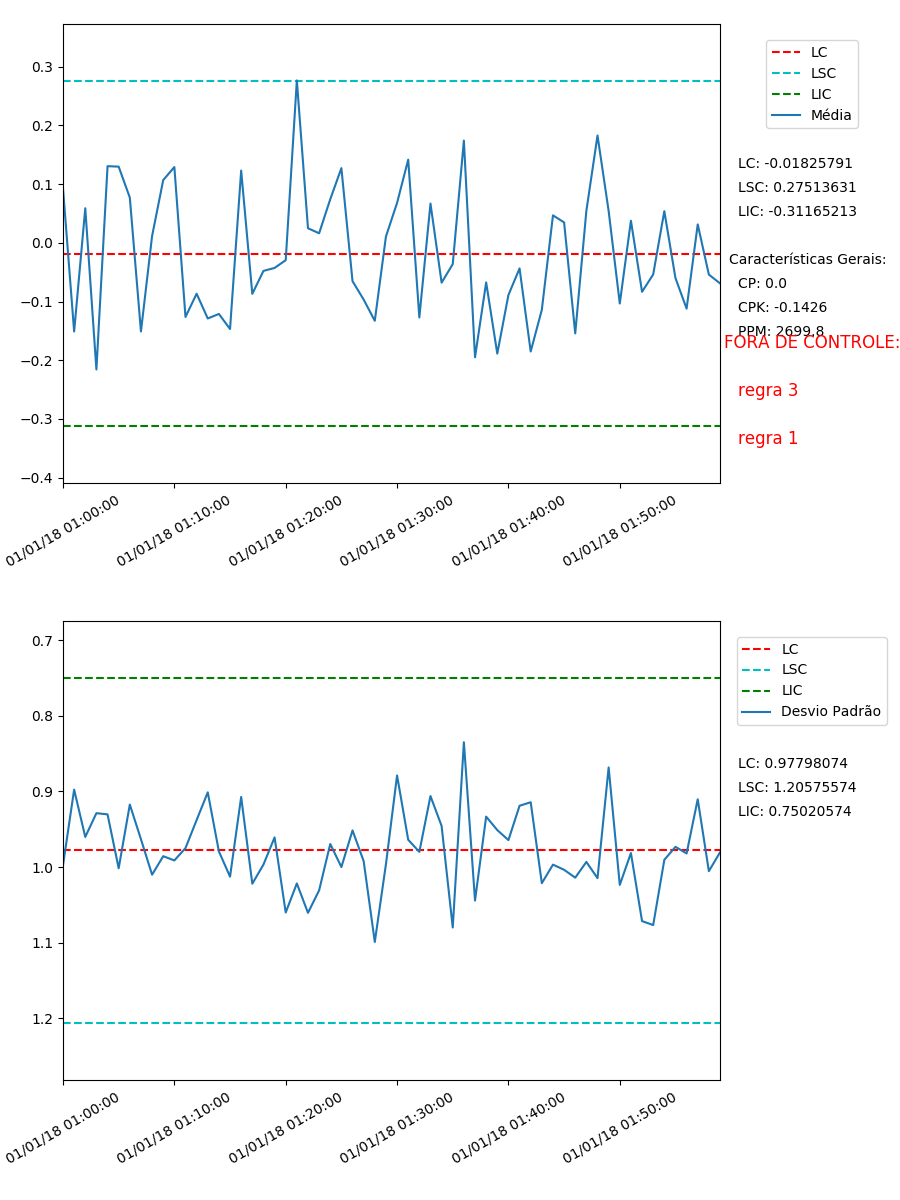 0.3
0.2
0.1
0.0
−0.1
−0.2
−0.3
−0.4
01/01/18 01:00:00
01/01/18 01:10:00
01/01/18 01:20:00
01/01/18 01:30:00
01/01/18 01:40:00
01/01/18 01:50:00
LC
LSC
LIC
Média
LC: -0.01825791
LSC: 0.27513631
LIC: -0.31165213
Características Gerais:
CP: 0.0
CPK: -0.1426
PPM: 2699.8
FORA DE CONTROLE:
regra 3
regra 1
0.7
0.8
0.9
1.0
1.1
1.2
01/01/18 01:00:00
01/01/18 01:10:00
01/01/18 01:20:00
01/01/18 01:30:00
01/01/18 01:40:00
01/01/18 01:50:00
LC
LSC
LIC
Desvio Padrão
LC: 0.97798074
LSC: 1.20575574
LIC: 0.75020574